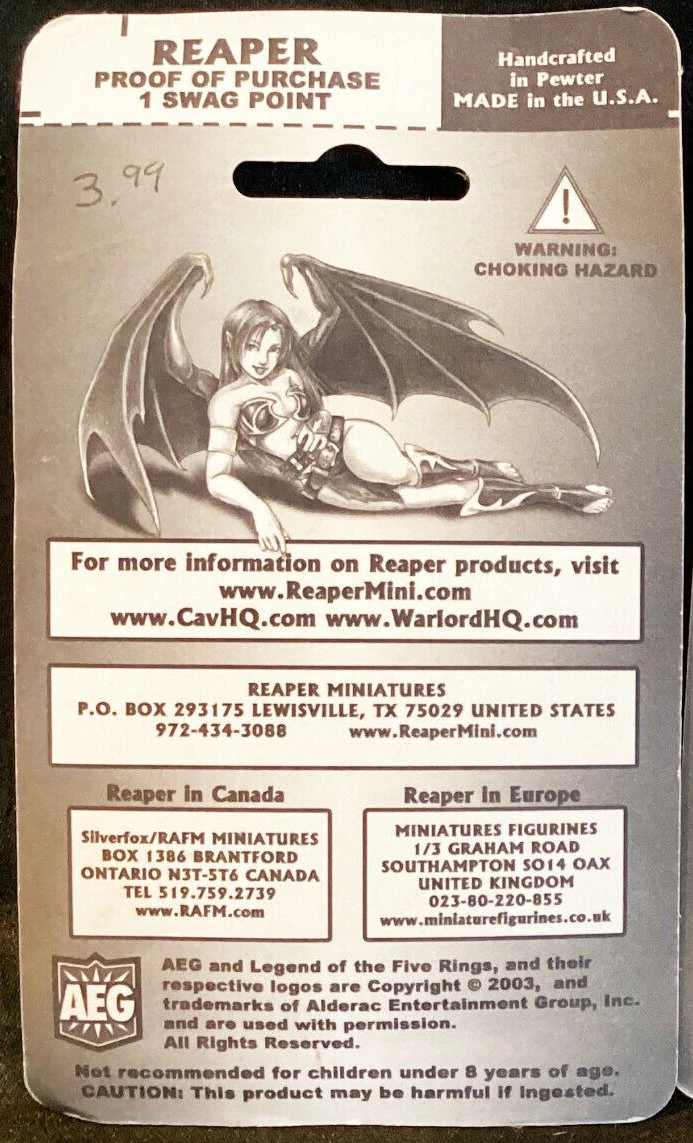 REAPER
PROOF OF PURCHASE
1 SWAG POINT
Handcrafted
in Pewter
MADE in the U.S.A.
3.99
!
WARNING:
CHOKING HAZARD
For more information on Reaper products, visit
www.ReaperMini.com
www.CavHQ.com www.WarlordHQ.com
REAPER MINIATURES
P.O. BOX 293175 LEWISVILLE, TX 75029 UNITED STATES
972-434-3088 www.ReaperMini.com
Reaper in Canada
Silverfox/RAFM MINIATURES
BOX 1386 BRANTFORD
ONTARIO N3T-5T6 CANADA
TEL 519.759.2739
www.RAFM.com
Reaper in Europe
MINIATURES FIGURINES
1/3 GRAHAM ROAD
SOUTHAMPTON SO14 OAX
UNITED KINGDOM
023-80-220-855
www.miniaturefigurines.co.uk
AEG
AEG and Legend of the Five Rings, and their
respective logos are Copyright © 2003, and
trademarks of Alderac Entertainment Group, Inc.
and are used with permission.
All Rights Reserved.
Not recommended for children under 8 years of age.
CAUTION: This product may be harmful if ingested.